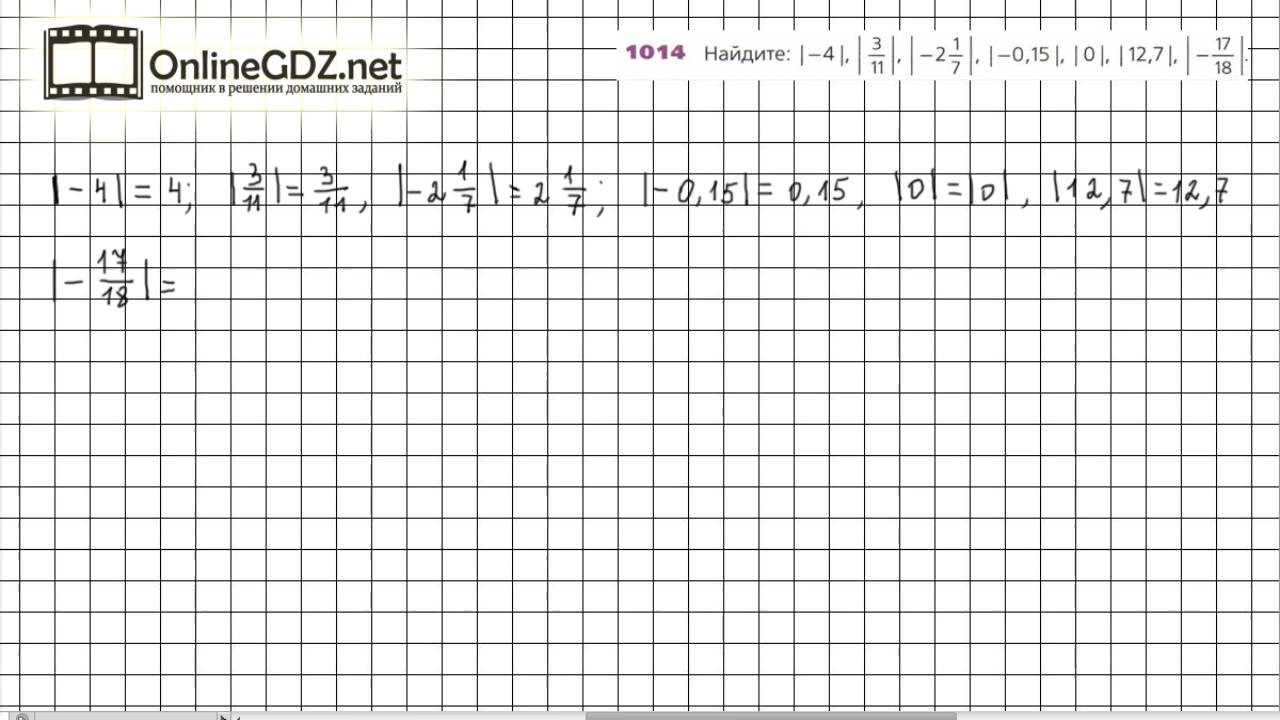 OnlineGDZ.net
помощник в решении домашних заданий
1014 Найдите: |−4|, |3/11|, |−2 1/7|, |−0,15|, |0|, |12,7|, |−17/18|.
|−4| = 4; |3/11| = 3/11, |−2 1/7| = 2 1/7; |−0,15| = 0,15, |0| = |0|, |12,7| = 12,7
|−17/18| =